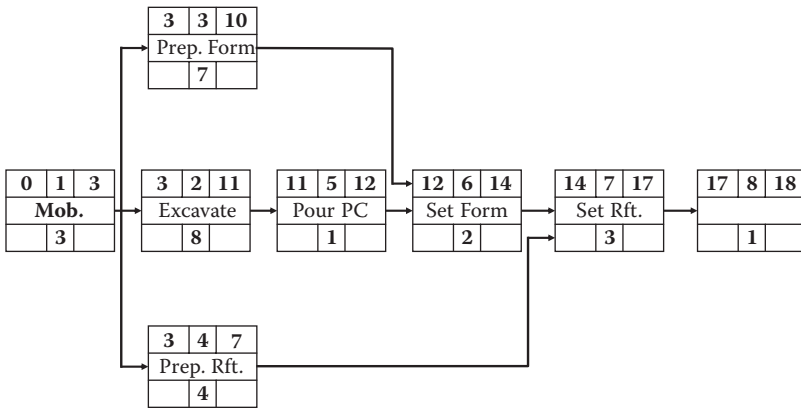 3 3 10
Prep. Form
7
0 1 3
Mob.
3
3 2 11
Excavate
8
11 5 12
Pour PC
1
12 6 14
Set Form
2
14 7 17
Set Rft.
3
17 8 18
1
3 4 7
Prep. Rft.
4